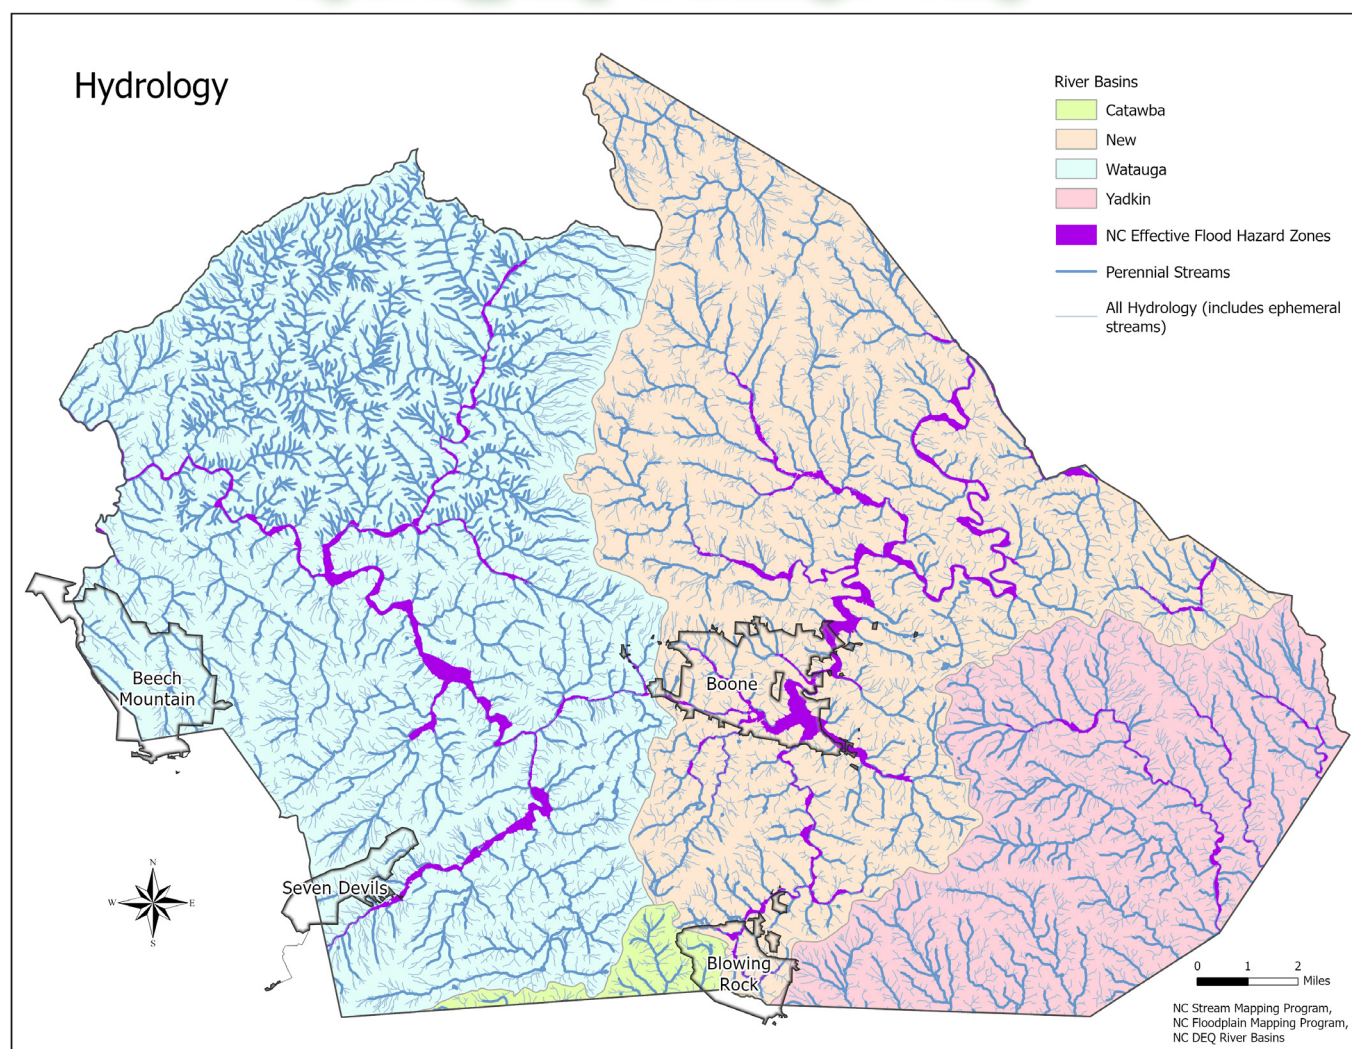 Hydrology
River Basins
Catawba
New
Watauga
Yadkin
NC Effective Flood Hazard Zones
Perennial Streams
All Hydrology (includes ephemeral
streams)
Beech
Mountain
Boone
Seven Devils
Blowing
Rock
N
W
E
S
0 1 2
Miles
NC Stream Mapping Program,
NC Floodplain Mapping Program,
NC DEQ River Basins